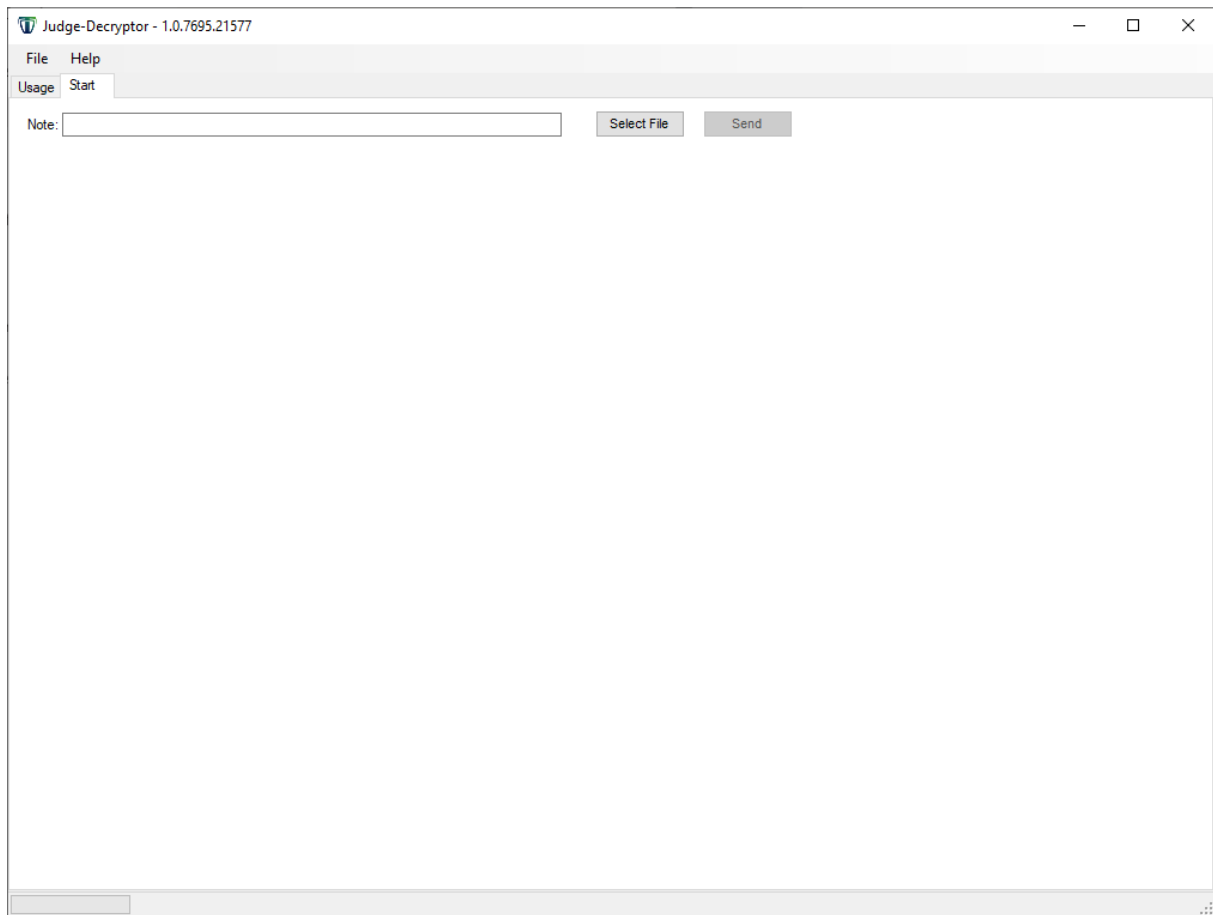 Judge-Decryptor - 1.0.7695.21577
File Help
Usage Start
Note: Select File Send